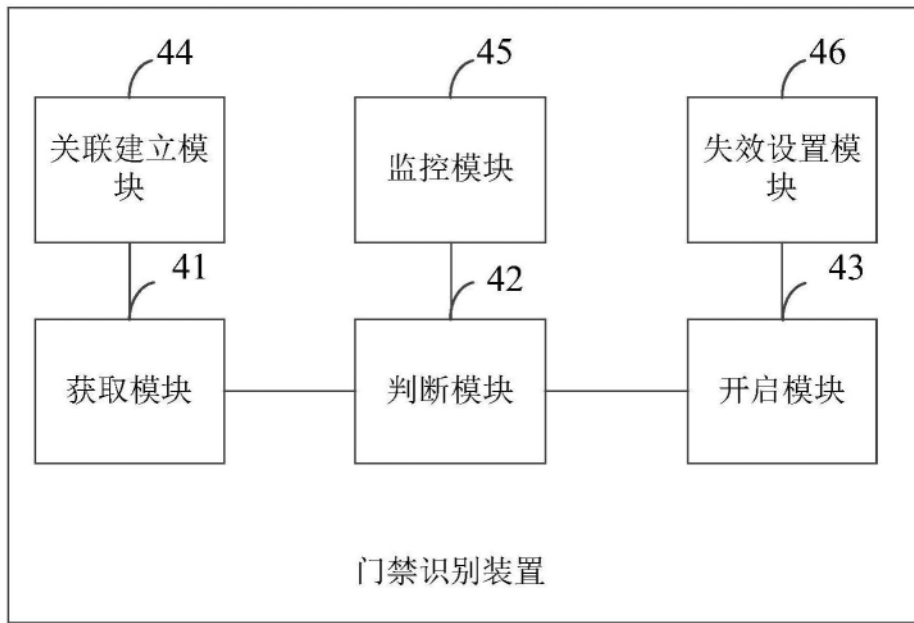 44
45
46
关联建立模
块
监控模块
失效设置模
块
41
42
43
获取模块
判断模块
开启模块
门禁识别装置